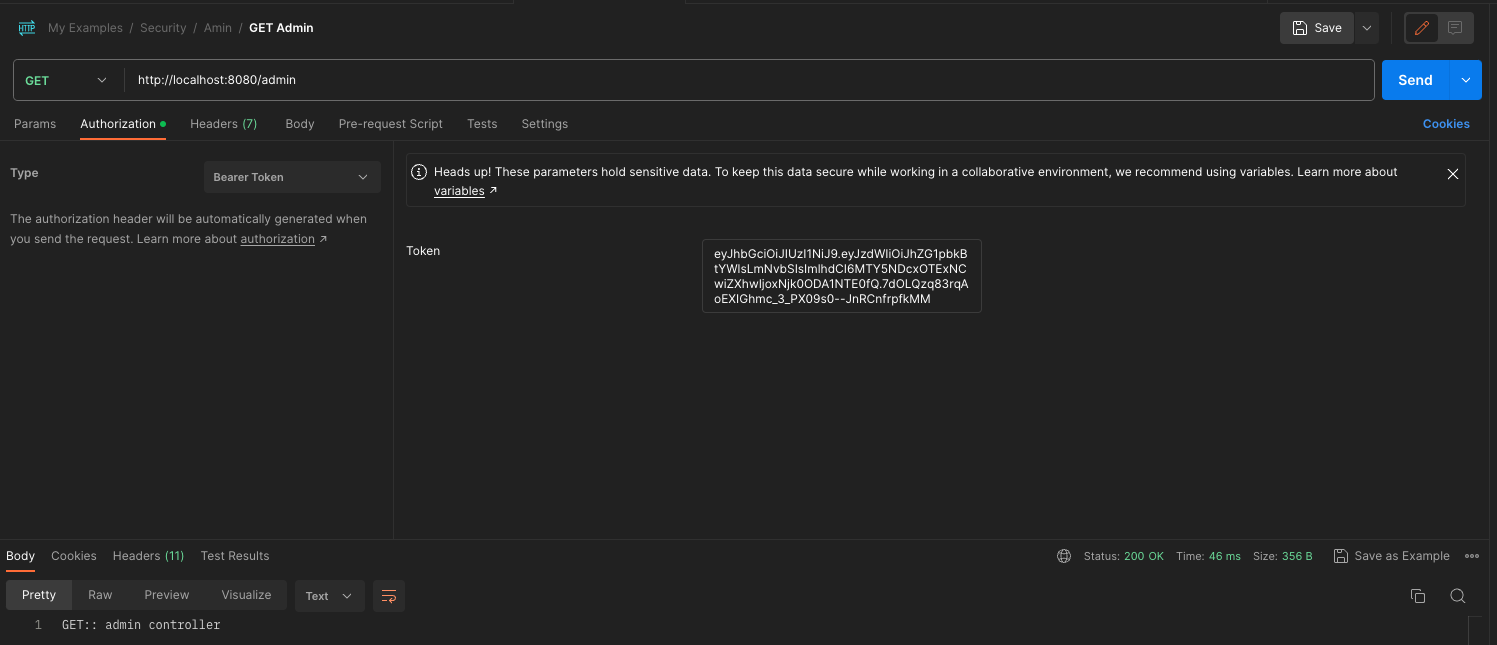 HTTP My Examples / Security / Amin / GET Admin Save
GET http://localhost:8080/admin Send
Params Authorization Headers (7) Body Pre-request Script Tests Settings Cookies
Type Bearer Token
The authorization header will be automatically generated when
you send the request. Learn more about authorization ↗
Heads up! These parameters hold sensitive data. To keep this data secure while working in a collaborative environment, we recommend using variables. Learn more about
variables ↗
Token
eyJhbGciOiJIUzI1NiJ9.eyJzdWIiOiJhZG1pbkB
tYWlsLmNvbSIsImlhdCI6MTY5NDcxOTExNC
wiZXhwIjoxNjk0ODA1NTE0fQ.7dOLQzq83rqA
oEXIGhmc_3_PX09s0--JnRCnfrpfkMM
Body Cookies Headers (11) Test Results Status: 200 OK Time: 46 ms Size: 356 B Save as Example
Pretty Raw Preview Visualize Text
1 GET:: admin controller